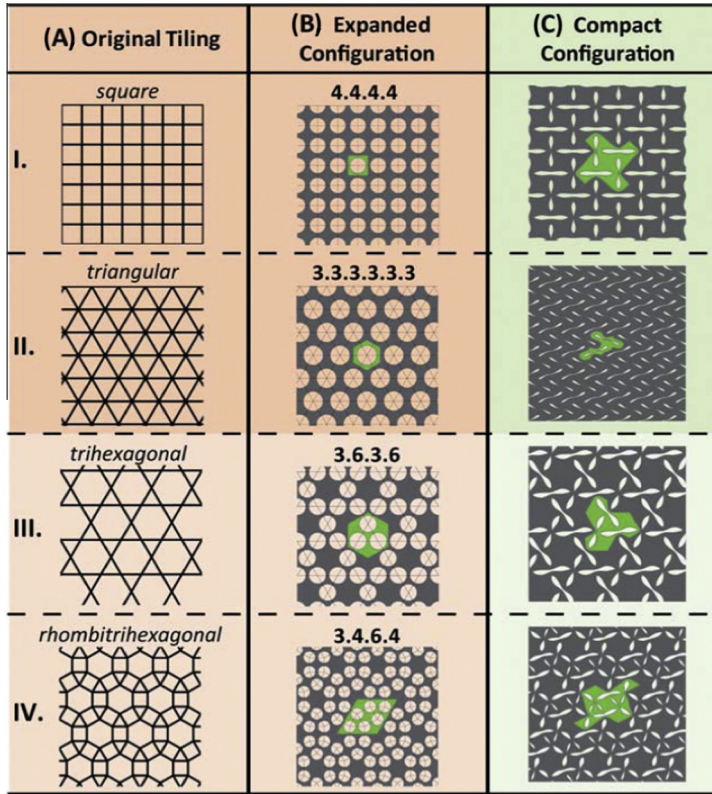 (A) Original Tiling
(B) Expanded
Configuration
(C) Compact
Configuration
I.
square
4.4.4.4
II.
triangular
3.3.3.3.3.3
III.
trihexagonal
3.6.3.6
IV.
rhombitrihexagonal
3.4.6.4